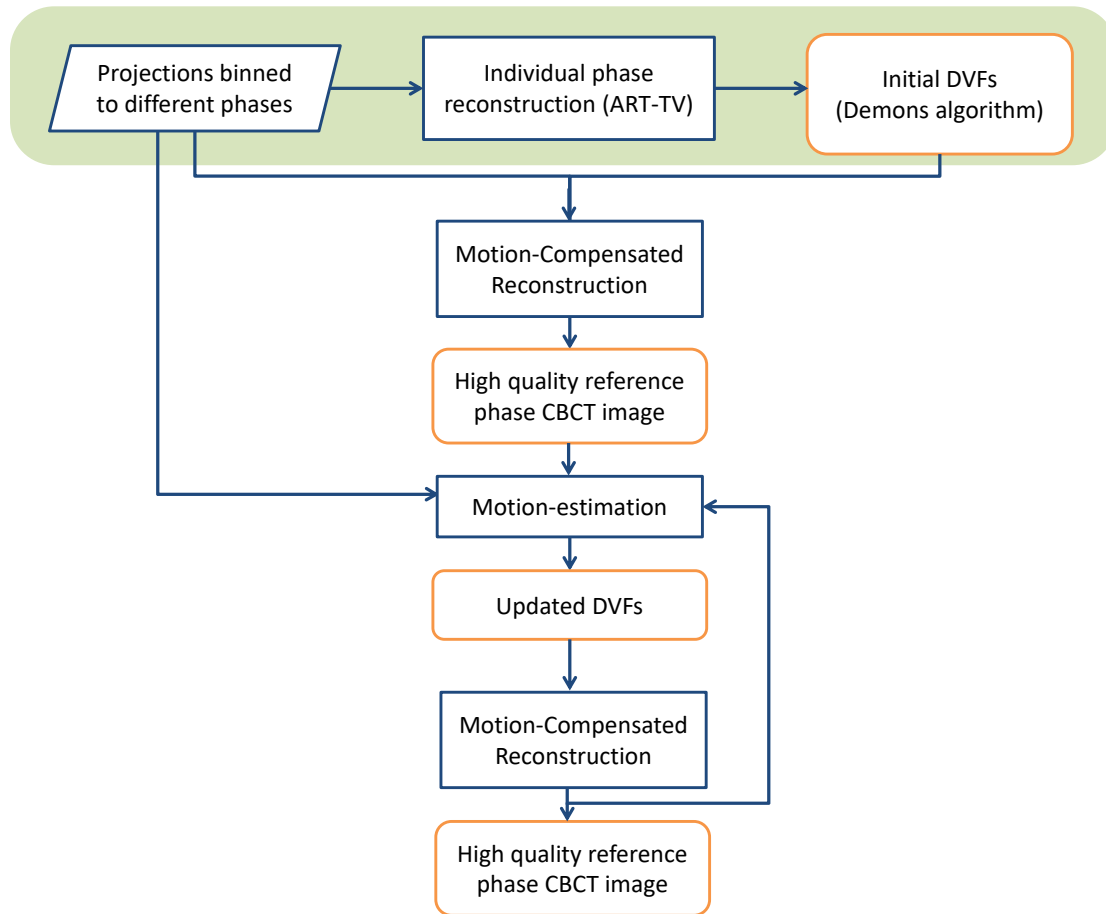 Projections binned
to different phases
Individual phase
reconstruction (ART-TV)
Initial DVFs
(Demons algorithm)
Motion-Compensated
Reconstruction
High quality reference
phase CBCT image
Motion-estimation
Updated DVFs
Motion-Compensated
Reconstruction
High quality reference
phase CBCT image